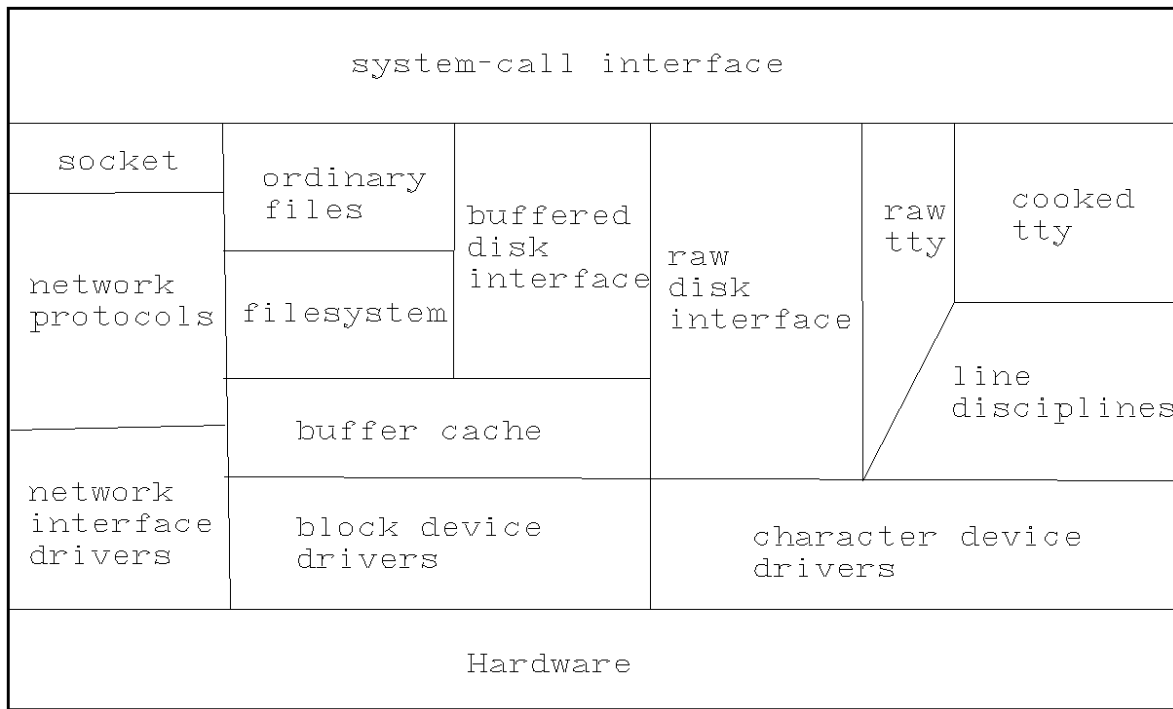 system-call interface
socket
ordinary
files
buffered
disk
interface
raw
disk
interface
raw
tty
cooked
tty
network
protocols
filesystem
line
disciplines
buffer cache
network
interface
drivers
block device
drivers
character device
drivers
Hardware